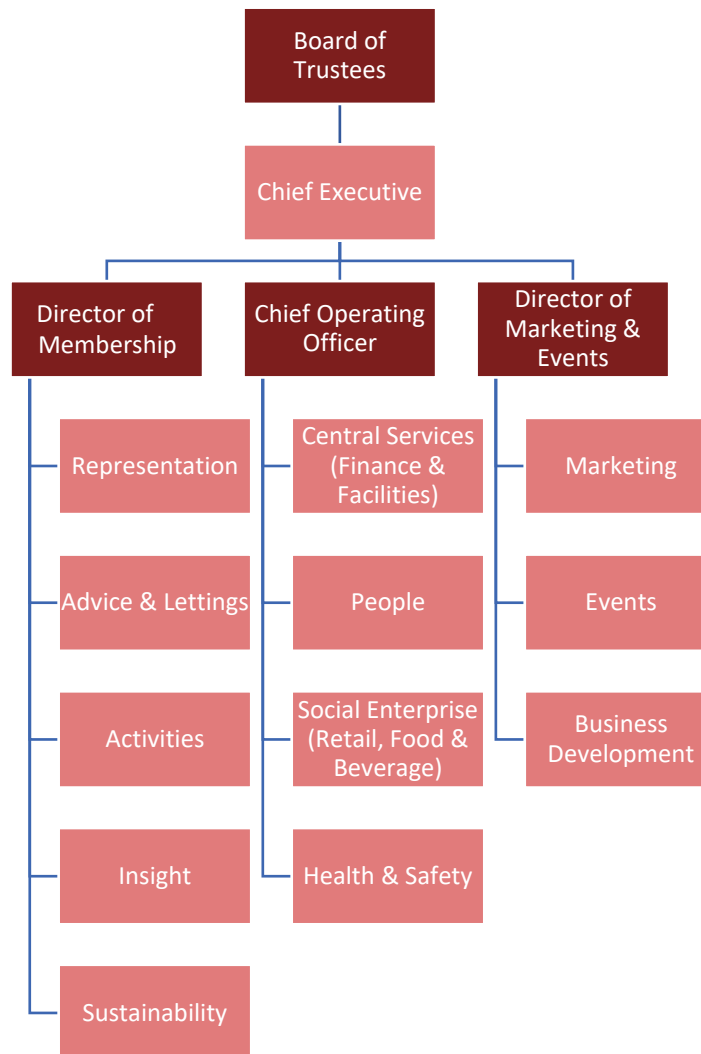 Board of
Trustees
Chief Executive
Director of
Membership
Chief Operating
Officer
Director of
Marketing &
Events
Representation
Central Services
(Finance &
Facilities)
Marketing
Advice & Lettings
People
Events
Activities
Social Enterprise
(Retail, Food &
Beverage)
Business
Development
Insight
Health & Safety
Sustainability